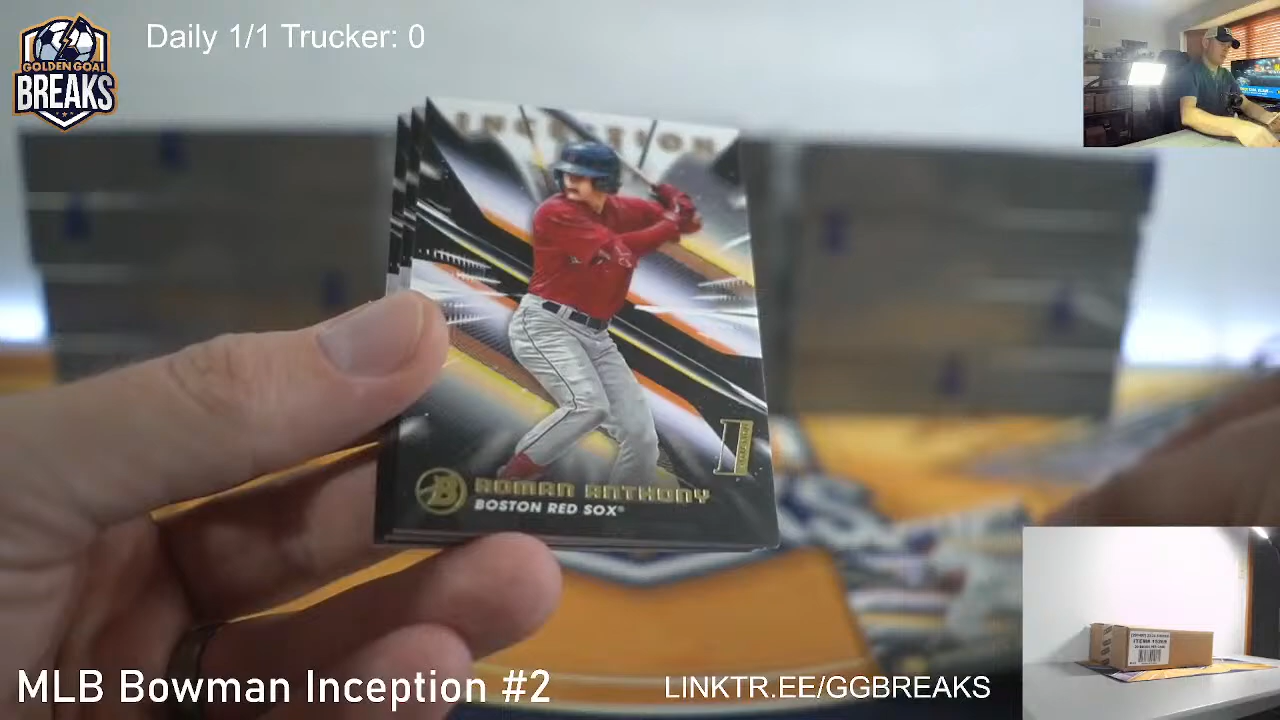 GOLDEN GOAL
BREAKS
Daily 1/1 Trucker: 0
INCEPTION
B
ROMAN ANTHONY
BOSTON RED SOX
MLB Bowman Inception #2
LINKTR.EE/GGBREAKS